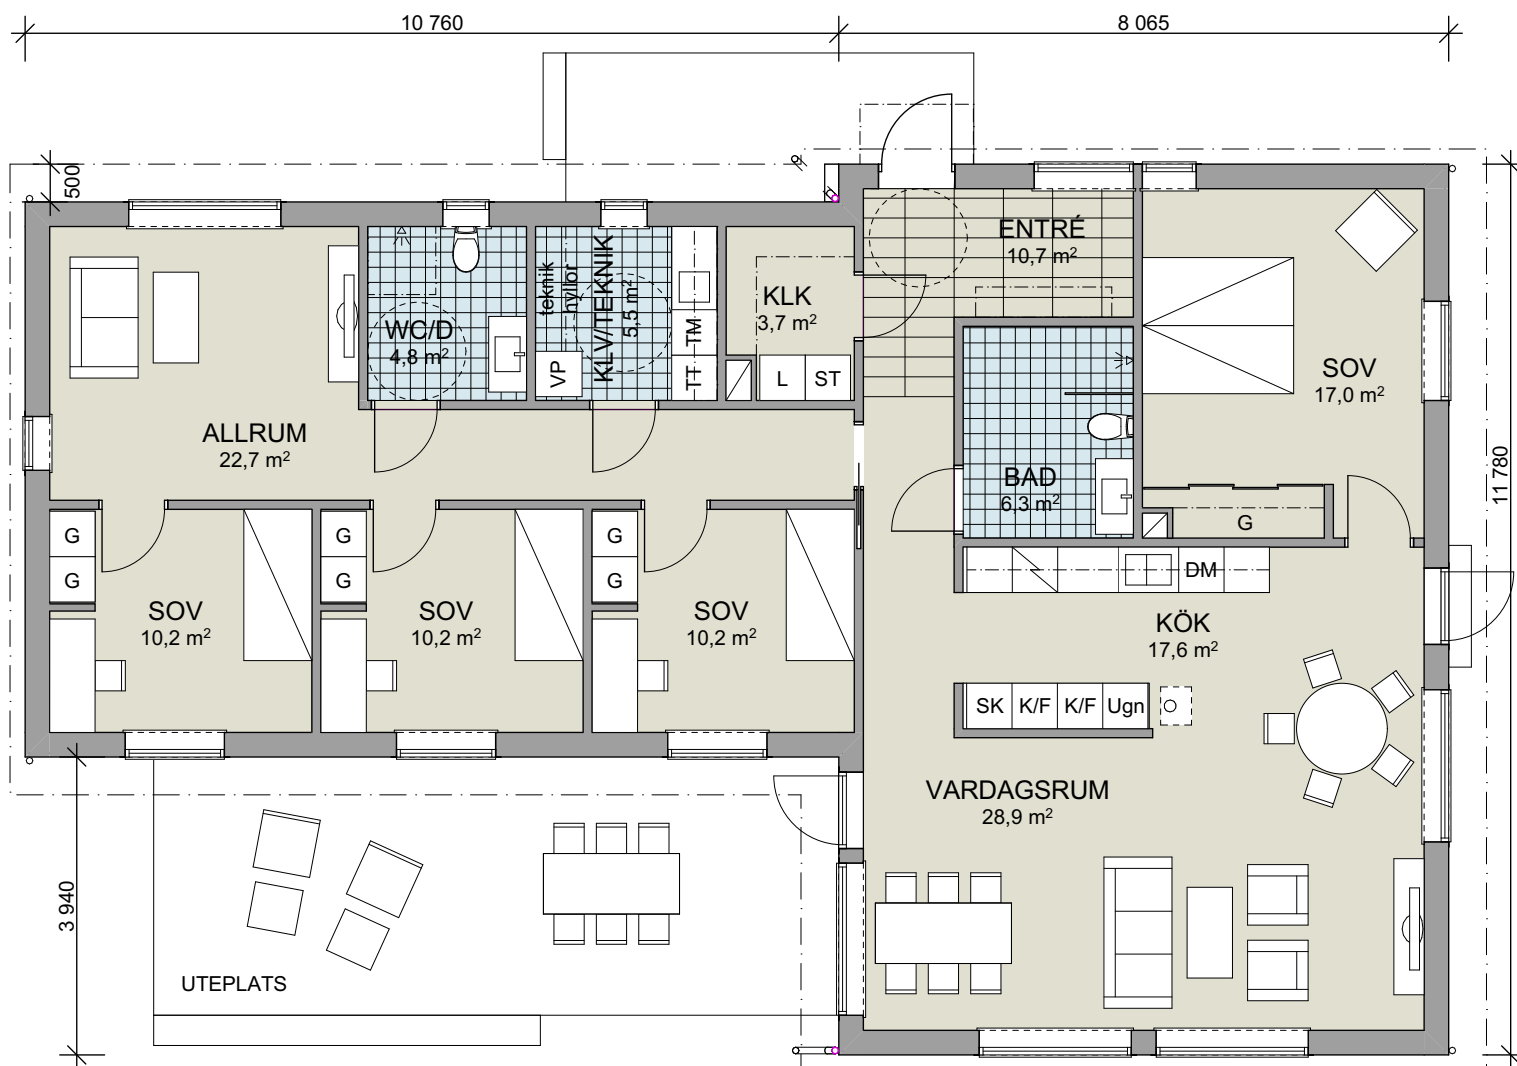 10 760
8 065
500
ENTRÉ
10,7 m²
teknik
hyllor
KLV/TEKNIK
5,5 m²
KLK
3,7 m²
WC/D
4,8 m²
VP
TM
TT
L
ST
SOV
17,0 m²
ALLRUM
22,7 m²
BAD
6,3 m²
G
11 780
G
G
G
G
G
G
DM
SOV
10,2 m²
SOV
10,2 m²
SOV
10,2 m²
KÖK
17,6 m²
SK
K/F
K/F
Ugn
VARDAGSRUM
28,9 m²
3 940
UTEPLATS